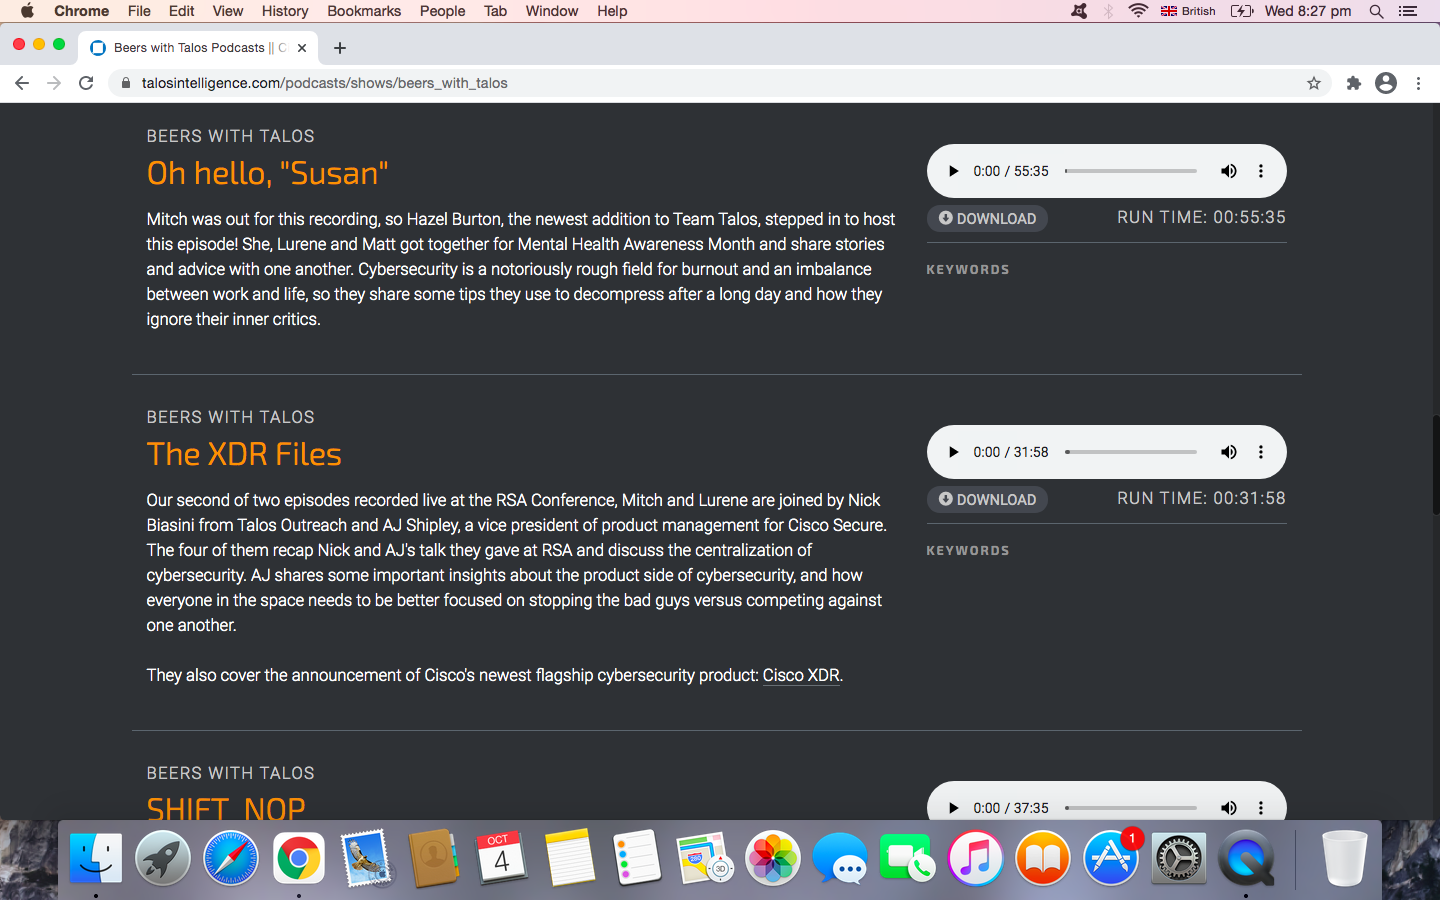 Chrome File Edit View History Bookmarks People Tab Window Help British Wed 8:27 pm
Beers with Talos Podcasts || C
talosintelligence.com/podcasts/shows/beers_with_talos
BEERS WITH TALOS
Oh hello, "Susan"
Mitch was out for this recording, so Hazel Burton, the newest addition to Team Talos, stepped in to host
this episode! She, Lurene and Matt got together for Mental Health Awareness Month and share stories
and advice with one another. Cybersecurity is a notoriously rough field for burnout and an imbalance
between work and life, so they share some tips they use to decompress after a long day and how they
ignore their inner critics.
0:00 / 55:35
DOWNLOAD RUN TIME: 00:55:35
KEYWORDS
BEERS WITH TALOS
The XDR Files
Our second of two episodes recorded live at the RSA Conference, Mitch and Lurene are joined by Nick
Biasini from Talos Outreach and AJ Shipley, a vice president of product management for Cisco Secure.
The four of them recap Nick and AJ's talk they gave at RSA and discuss the centralization of
cybersecurity. AJ shares some important insights about the product side of cybersecurity, and how
everyone in the space needs to be better focused on stopping the bad guys versus competing against
one another.
They also cover the announcement of Cisco's newest flagship cybersecurity product: Cisco XDR.
0:00 / 31:58
DOWNLOAD RUN TIME: 00:31:58
KEYWORDS
BEERS WITH TALOS
SHIFT_NOP
0:00 / 37:35
OCT
4
280
3D
1